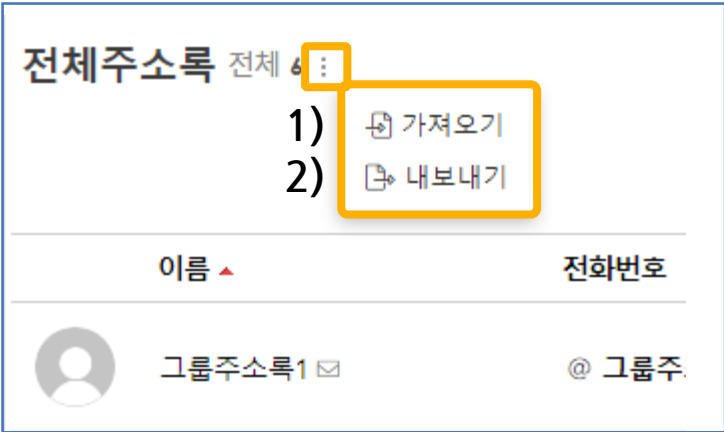 전체주소록 전체 6
1) 가져오기
2) 내보내기
이름 전화번호
그룹주소록1 @ 그룹주